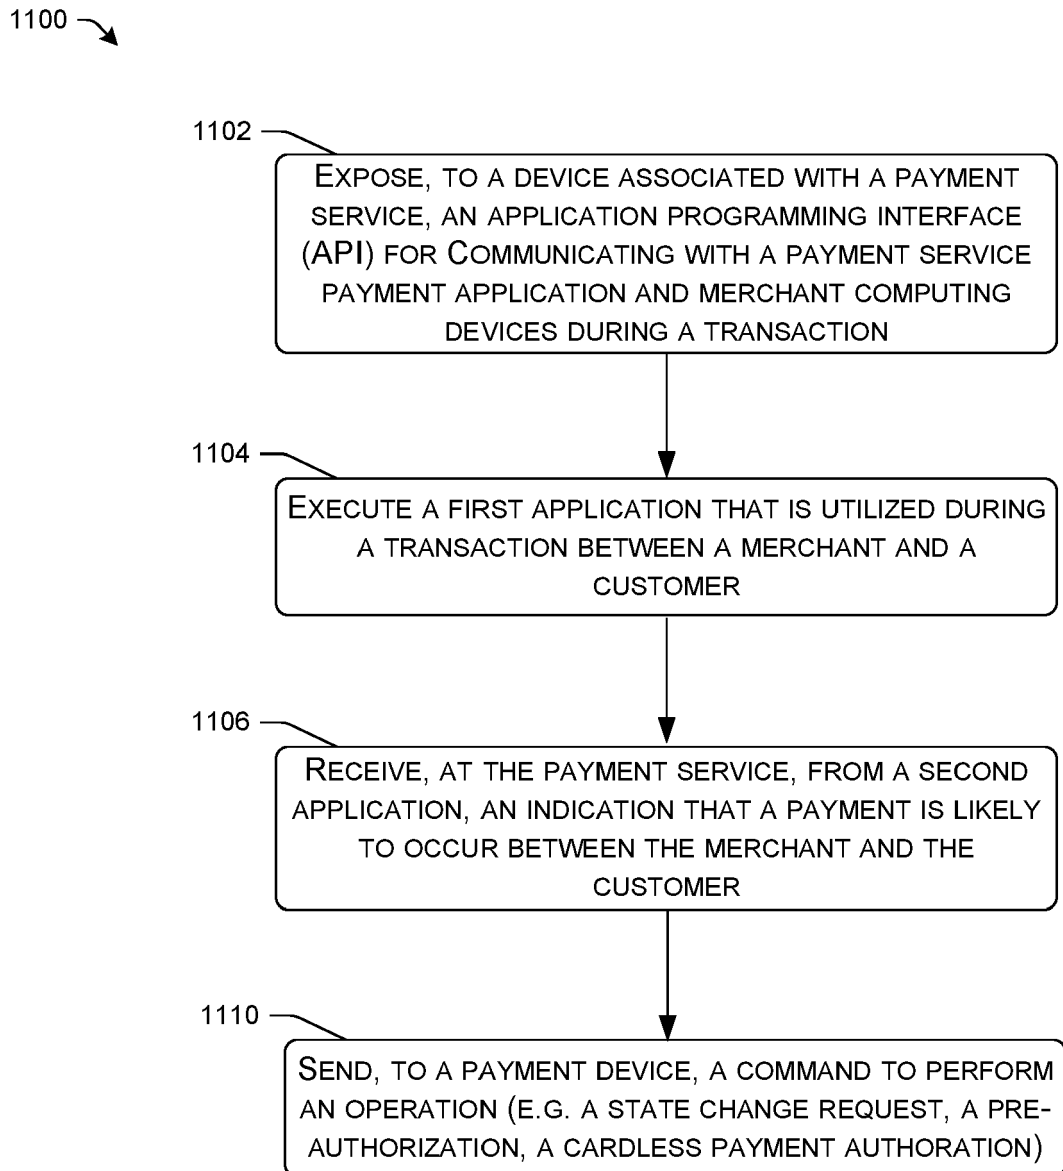 1100
1102
EXPOSE, TO A DEVICE ASSOCIATED WITH A PAYMENT
SERVICE, AN APPLICATION PROGRAMMING INTERFACE
(API) FOR COMMUNICATING WITH A PAYMENT SERVICE
PAYMENT APPLICATION AND MERCHANT COMPUTING
DEVICES DURING A TRANSACTION
1104
EXECUTE A FIRST APPLICATION THAT IS UTILIZED DURING
A TRANSACTION BETWEEN A MERCHANT AND A
CUSTOMER
1106
RECEIVE, AT THE PAYMENT SERVICE, FROM A SECOND
APPLICATION, AN INDICATION THAT A PAYMENT IS LIKELY
TO OCCUR BETWEEN THE MERCHANT AND THE
CUSTOMER
1110
SEND, TO A PAYMENT DEVICE, A COMMAND TO PERFORM
AN OPERATION (E.G. A STATE CHANGE REQUEST, A PRE-
AUTHORIZATION, A CARDLESS PAYMENT AUTHORATION)